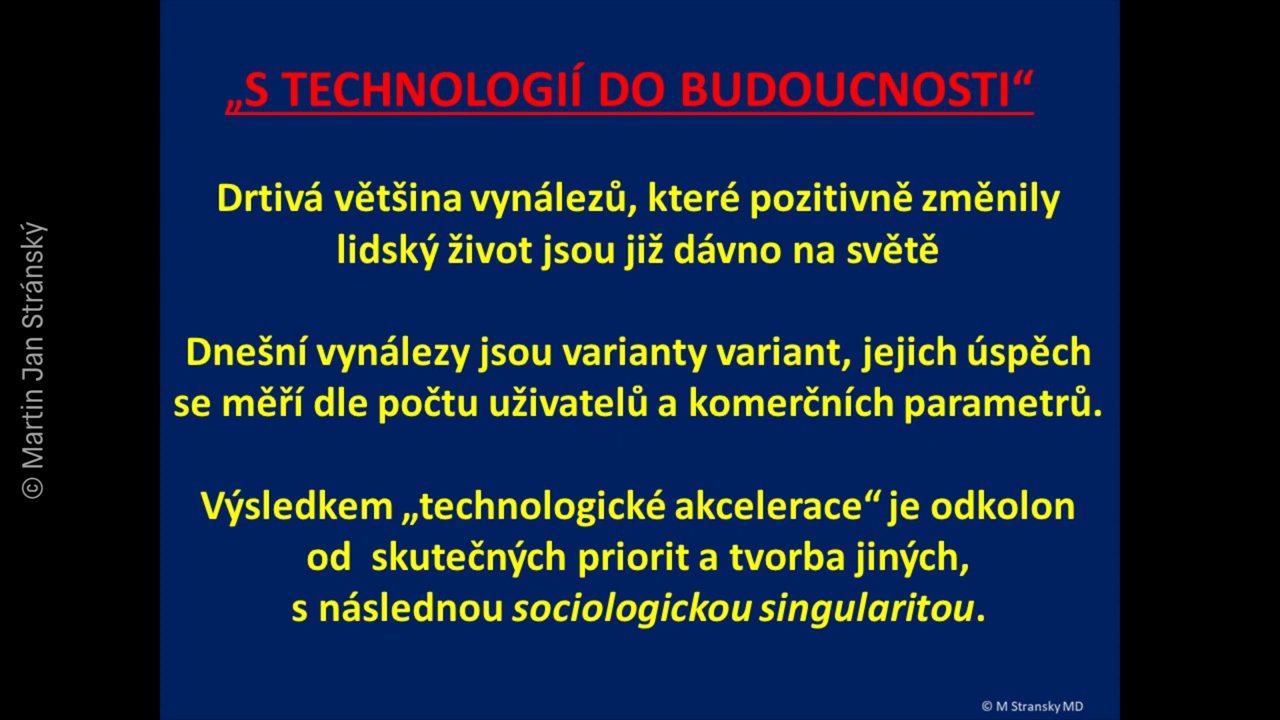 „S TECHNOLOGIÍ DO BUDOUCNOSTI“
Drtivá většina vynálezů, které pozitivně změnily
lidský život jsou již dávno na světě
Dnešní vynálezy jsou varianty variant, jejich úspěch
se měří dle počtu uživatelů a komerčních parametrů.
Výsledkem „technologické akcelerace“ je odkolon
od skutečných priorit a tvorba jiných,
s následnou sociologickou singularitou.
© M Stransky MD
© Martin Jan Stránský